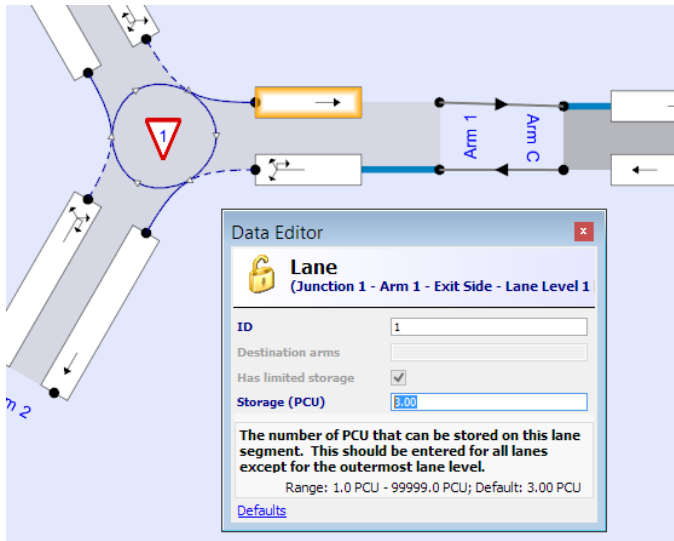 1
Arm 1
Arm C
m 2
Data Editor
x
Lane
(Junction 1 - Arm 1 - Exit Side - Lane Level 1
ID
1
Destination arms
Has limited storage
Storage (PCU)
3.00
The number of PCU that can be stored on this lane
segment. This should be entered for all lanes
except for the outermost lane level.
Range: 1.0 PCU - 99999.0 PCU; Default: 3.00 PCU
Defaults